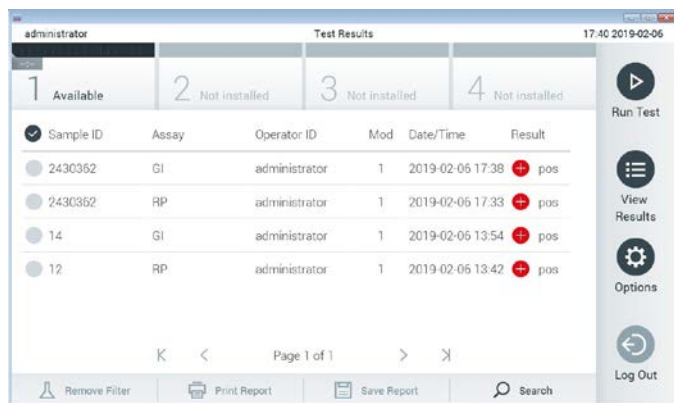 administrator Test Results 17:40 2019-02-06
1 Available 2 Not installed 3 Not installed 4 Not installed
Run Test
Sample ID Assay Operator ID Mod Date/Time Result
2430362 GI administrator 1 2019-02-06 17:38 pos
2430362 RP administrator 1 2019-02-06 17:33 pos
View
Results
14 GI administrator 1 2019-02-06 13:54 pos
12 RP administrator 1 2019-02-06 13:42 pos
Options
Page 1 of 1
Log Out
Remove Filter Print Report Save Report Search